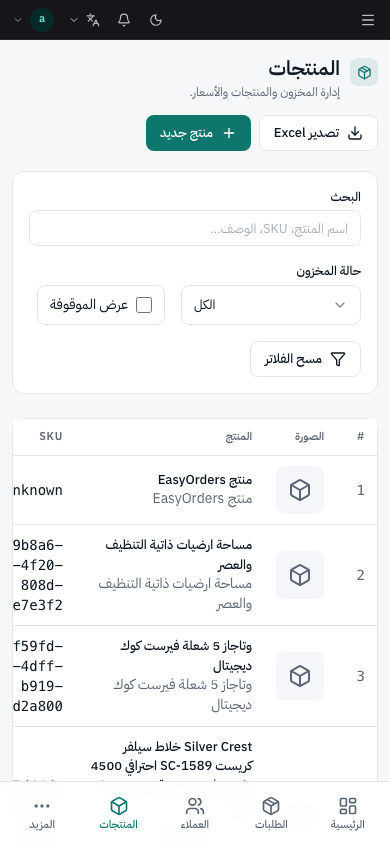 a
المنتجات
إدارة المخزون والمنتجات والأسعار.
تصدير Excel
منتج جديد
البحث
اسم المنتج، SKU، الوصف...
حالة المخزون
الكل
عرض الموقوفة
مسح الفلاتر
# الصورة المنتج SKU
1
منتج EasyOrders
منتج EasyOrders
nknown
2
مساحة ارضيات ذاتية التنظيف
والعصر
مساحة ارضيات ذاتية التنظيف
والعصر
9b8a6-
-4f20-
808d-
e7e3f2
3
وتاجاز 5 شعلة فيرست كوك
ديجيتال
وتاجاز 5 شعلة فيرست كوك
ديجيتال
f59fd-
-4dff-
b919-
d2a800
Silver Crest خلاط سيلفر
كريست SC-1589 احترافي 4500
الرئيسية
الطلبات
العملاء
المنتجات
المزيد